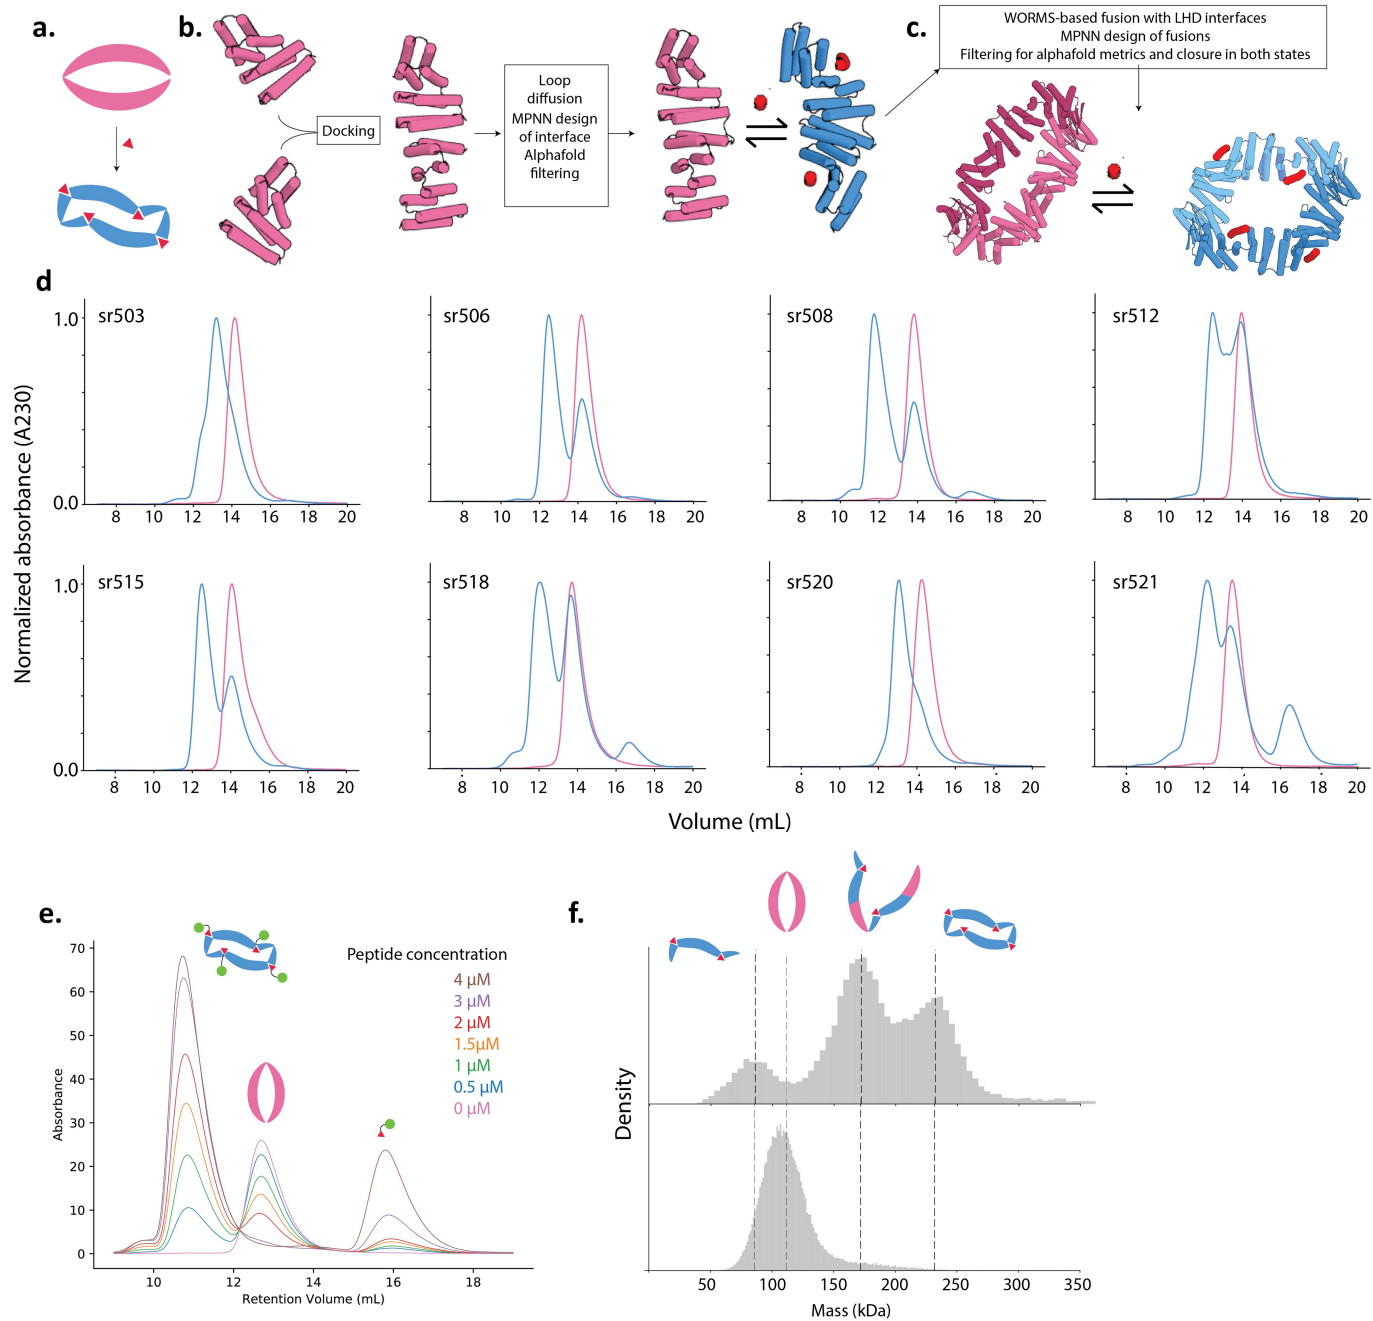 a.
b.
c.
WORMS-based fusion with LHD interfaces
MPNN design of fusions
Filtering for alphafold metrics and closure in both states
Docking
Loop
diffusion
MPNN design
of interface
Alphafold
filtering
d
Normalized absorbance (A230)
sr503
1.0
0.0
8 10 12 14 16 18 20
sr506
8 10 12 14 16 18 20
sr508
8 10 12 14 16 18 20
sr512
8 10 12 14 16 18 20
sr515
1.0
0.0
8 10 12 14 16 18 20
sr518
8 10 12 14 16 18 20
sr520
8 10 12 14 16 18 20
sr521
8 10 12 14 16 18 20
Volume (mL)
e.
Absorbance
70
60
50
40
30
20
10
0
Peptide concentration
4 µM
3 µM
2 µM
1.5µM
1 µM
0.5 µM
0 µM
10 12 14 16 18
Retention Volume (mL)
f.
Density
50 100 150 200 250 300 350
Mass (kDa)